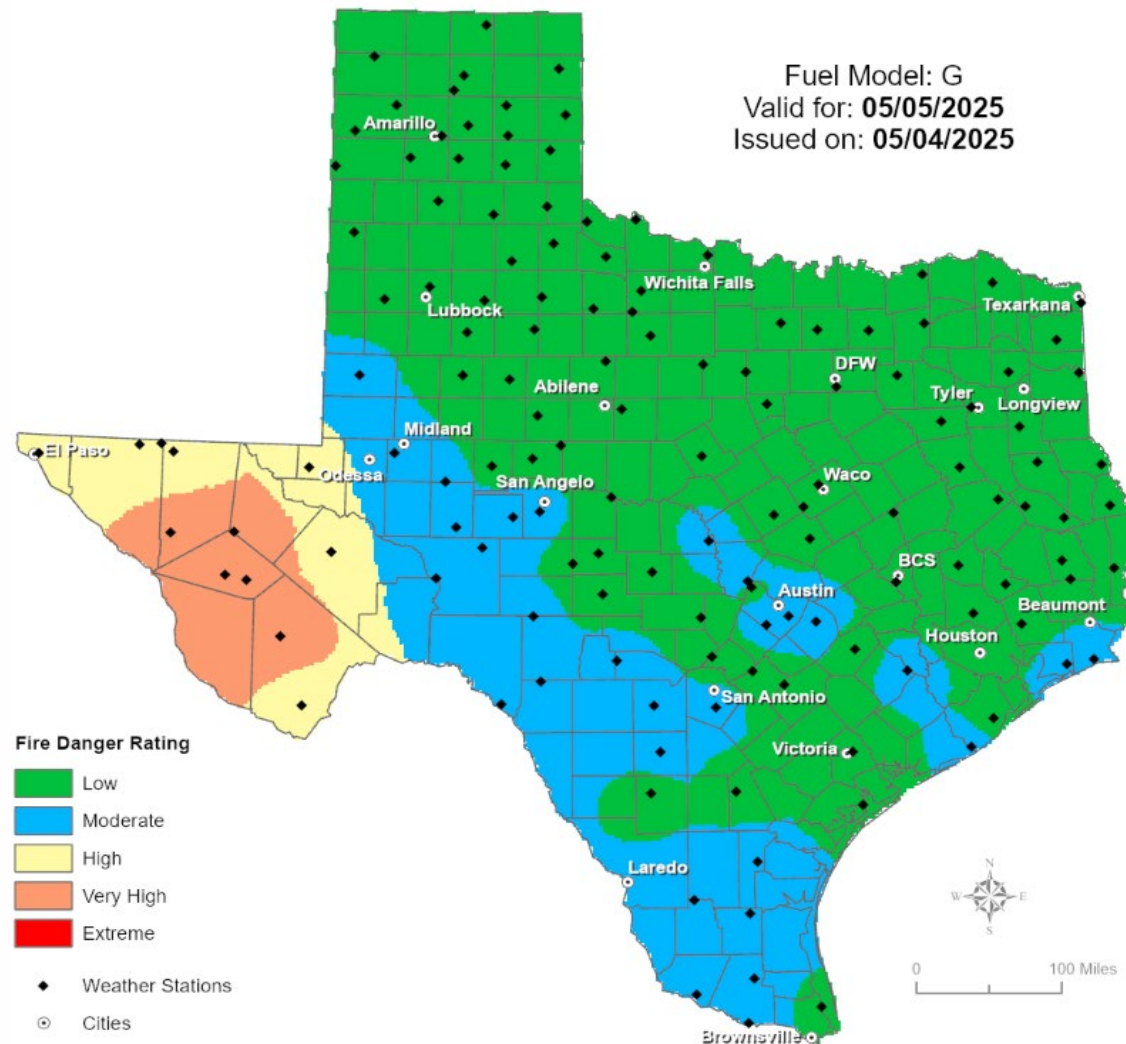 Fuel Model: G
Valid for: 05/05/2025
Issued on: 05/04/2025
Amarillo
Wichita Falls
Lubbock
Texarkana
DFW
Abilene
Tyler
Longview
Midland
El Paso
Odessa
San Angelo
Waco
BCS
Austin
Beaumont
Houston
San Antonio
Victoria
Laredo
Brownsville
Fire Danger Rating
Low
Moderate
High
Very High
Extreme
Weather Stations
Cities
N
W E
S
0 100 Miles